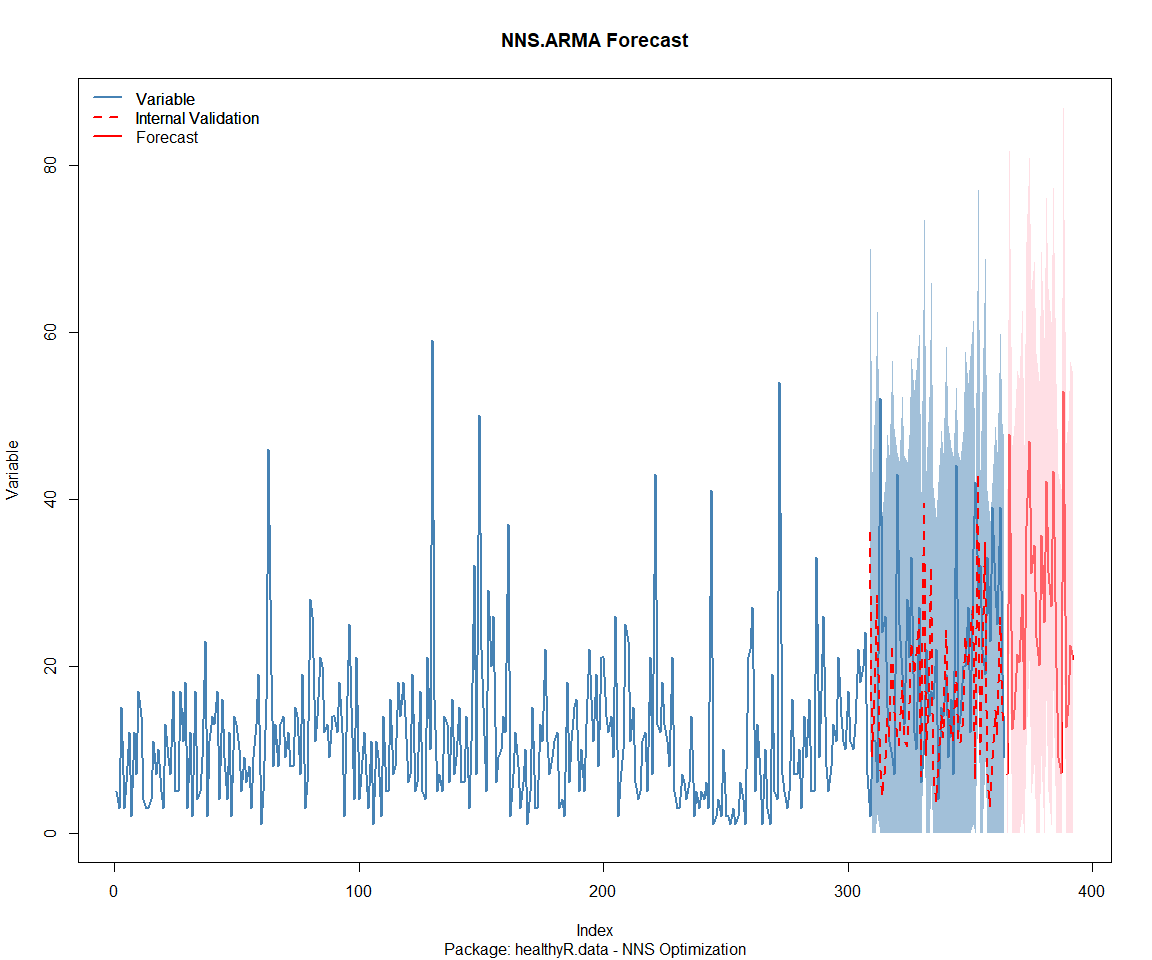 NNS.ARMA Forecast
Variable
Internal Validation
Forecast
Variable
80
60
40
20
0
0
100
200
300
400
Index
Package: healthyR.data - NNS Optimization